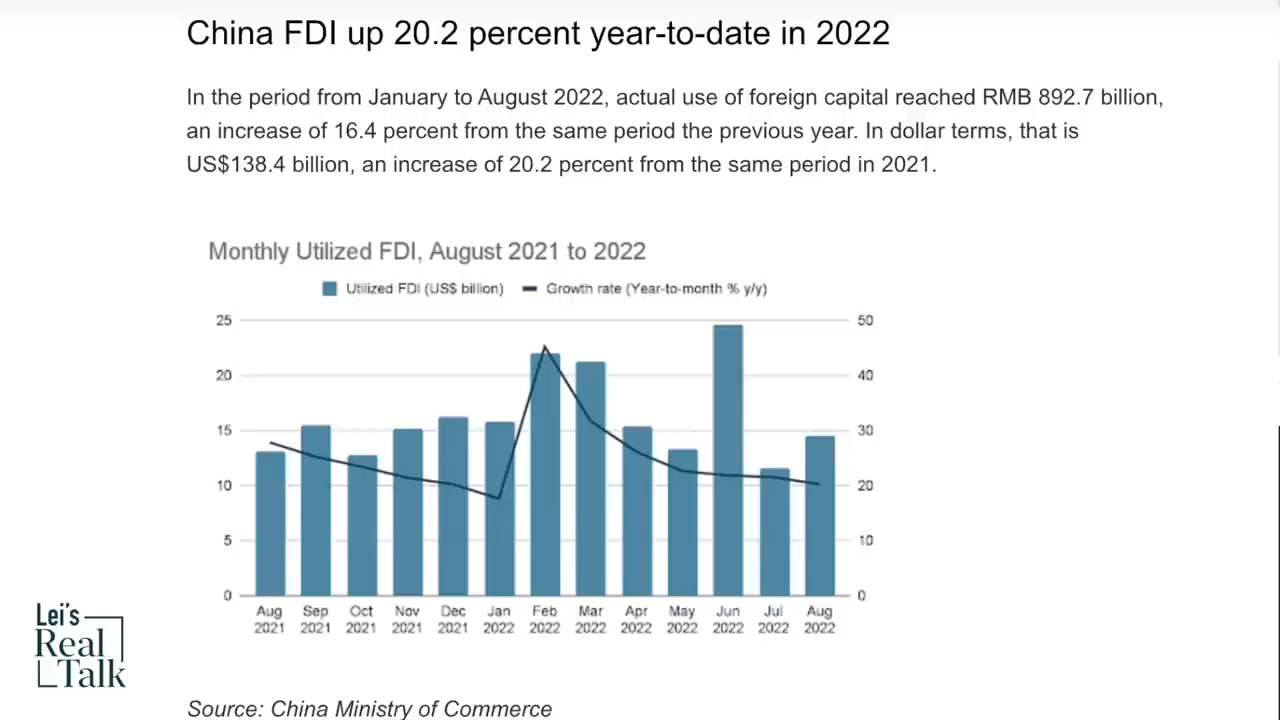 China FDI up 20.2 percent year-to-date in 2022
In the period from January to August 2022, actual use of foreign capital reached RMB 892.7 billion,
an increase of 16.4 percent from the same period the previous year. In dollar terms, that is
US$138.4 billion, an increase of 20.2 percent from the same period in 2021.
Monthly Utilized FDI, August 2021 to 2022
Utilized FDI (US$ billion) Growth rate (Year-to-month % y/y)
25 50
20 40
15 30
10 20
5 10
0 0
Aug Sep Oct Nov Dec Jan Feb Mar Apr May Jun Jul Aug
2021 2021 2021 2021 2021 2022 2022 2022 2022 2022 2022 2022 2022
Lei's
Real
Talk
Source: China Ministry of Commerce